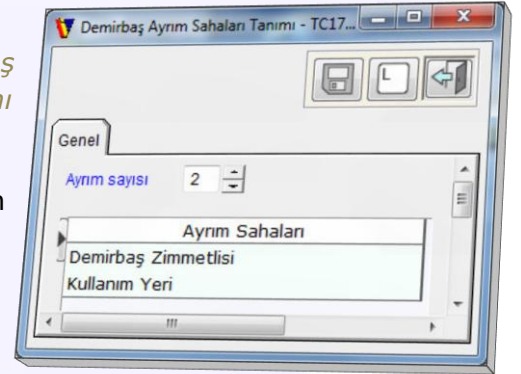 Demirbaş Ayrım Sahaları Tanımı - TC17...
L
Genel
Ayrım sayısı 2
Ayrım Sahaları
Demirbaş Zimmetlisi
Kullanım Yeri